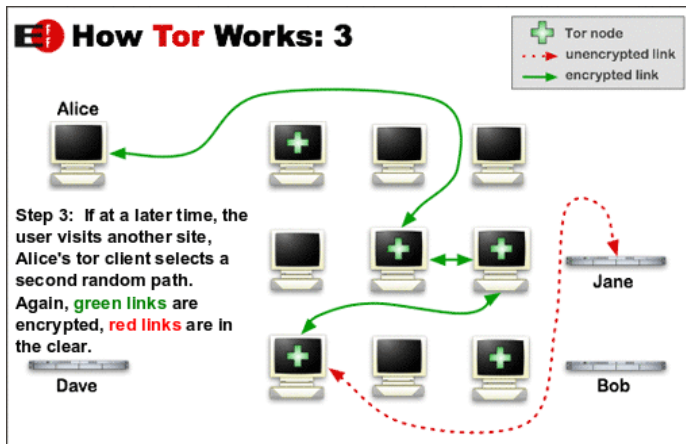 EFF How Tor Works: 3
Tor node
unencrypted link
encrypted link
Alice
Step 3: If at a later time, the
user visits another site,
Alice's tor client selects a
second random path.
Again, green links are
encrypted, red links are in
the clear.
Jane
Dave
Bob